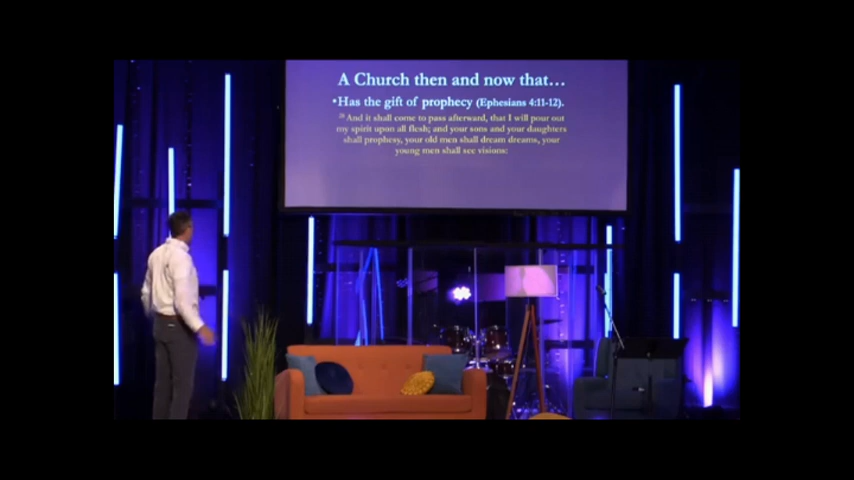 A Church then and now that…
•Has the gift of prophecy (Ephesians 4:11-12).
28 And it shall come to pass afterward, that I will pour out
my spirit upon all flesh; and your sons and your daughters
shall prophesy, your old men shall dream dreams, your
young men shall see visions: